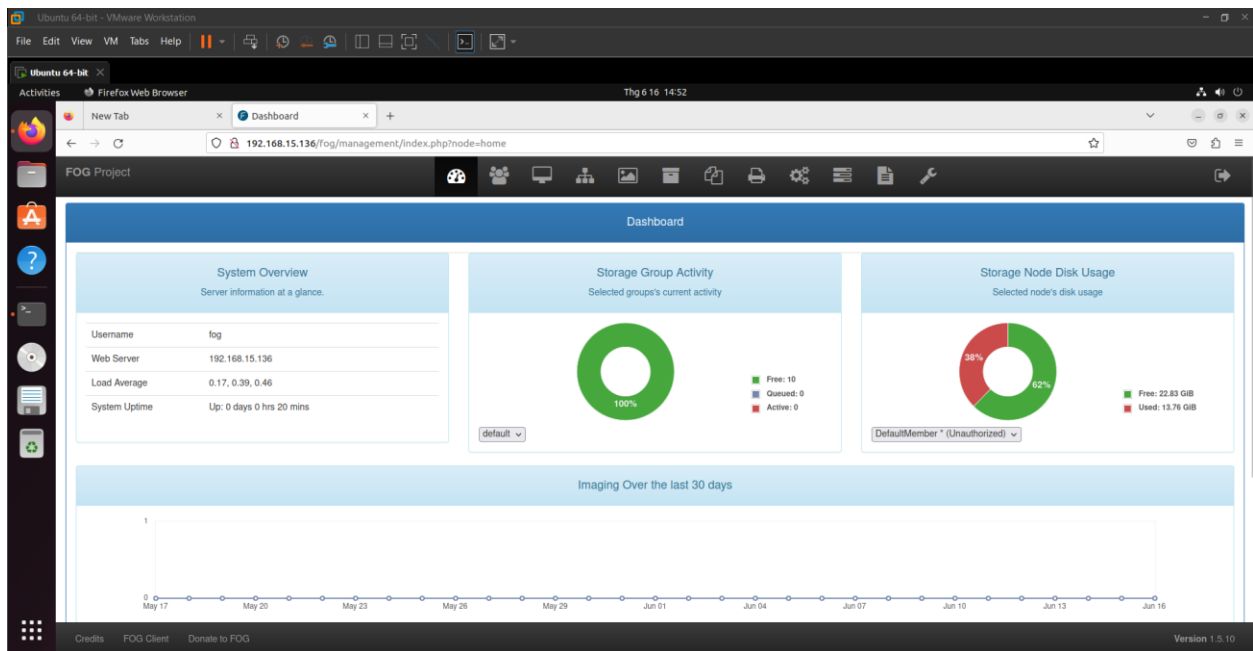 Ubuntu 64-bit - VMware Workstation
File Edit View VM Tabs Help
Ubuntu 64-bit
Activities Firefox Web Browser Thg 6 16 14:52
New Tab Dashboard
192.168.15.136/fog/management/index.php?node=home
FOG Project
Dashboard
System Overview
Server information at a glance.
Username fog
Web Server 192.168.15.136
Load Average 0.17, 0.39, 0.46
System Uptime Up: 0 days 0 hrs 20 mins
Storage Group Activity
Selected groups's current activity
100%
Free: 10
Queued: 0
Active: 0
default
Storage Node Disk Usage
Selected node's disk usage
38%
62%
Free: 22.83 GiB
Used: 13.76 GiB
DefaultMember * (Unauthorized)
Imaging Over the last 30 days
1
0
May 17 May 20 May 23 May 26 May 29 Jun 01 Jun 04 Jun 07 Jun 10 Jun 13 Jun 16
Credits FOG Client Donate to FOG Version 1.5.10